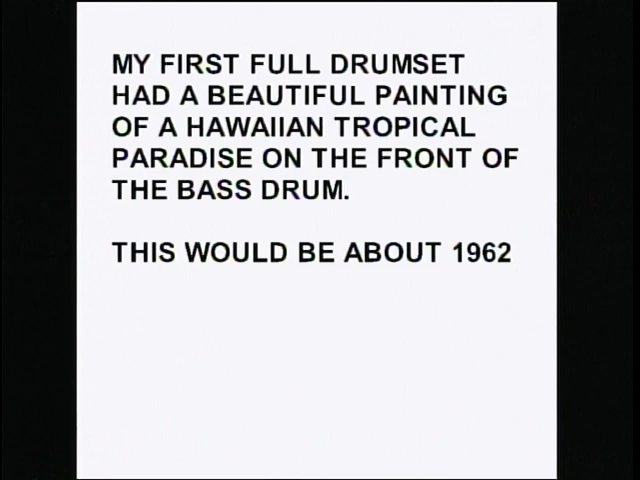 MY FIRST FULL DRUMSET
HAD A BEAUTIFUL PAINTING
OF A HAWAIIAN TROPICAL
PARADISE ON THE FRONT OF
THE BASS DRUM.
THIS WOULD BE ABOUT 1962